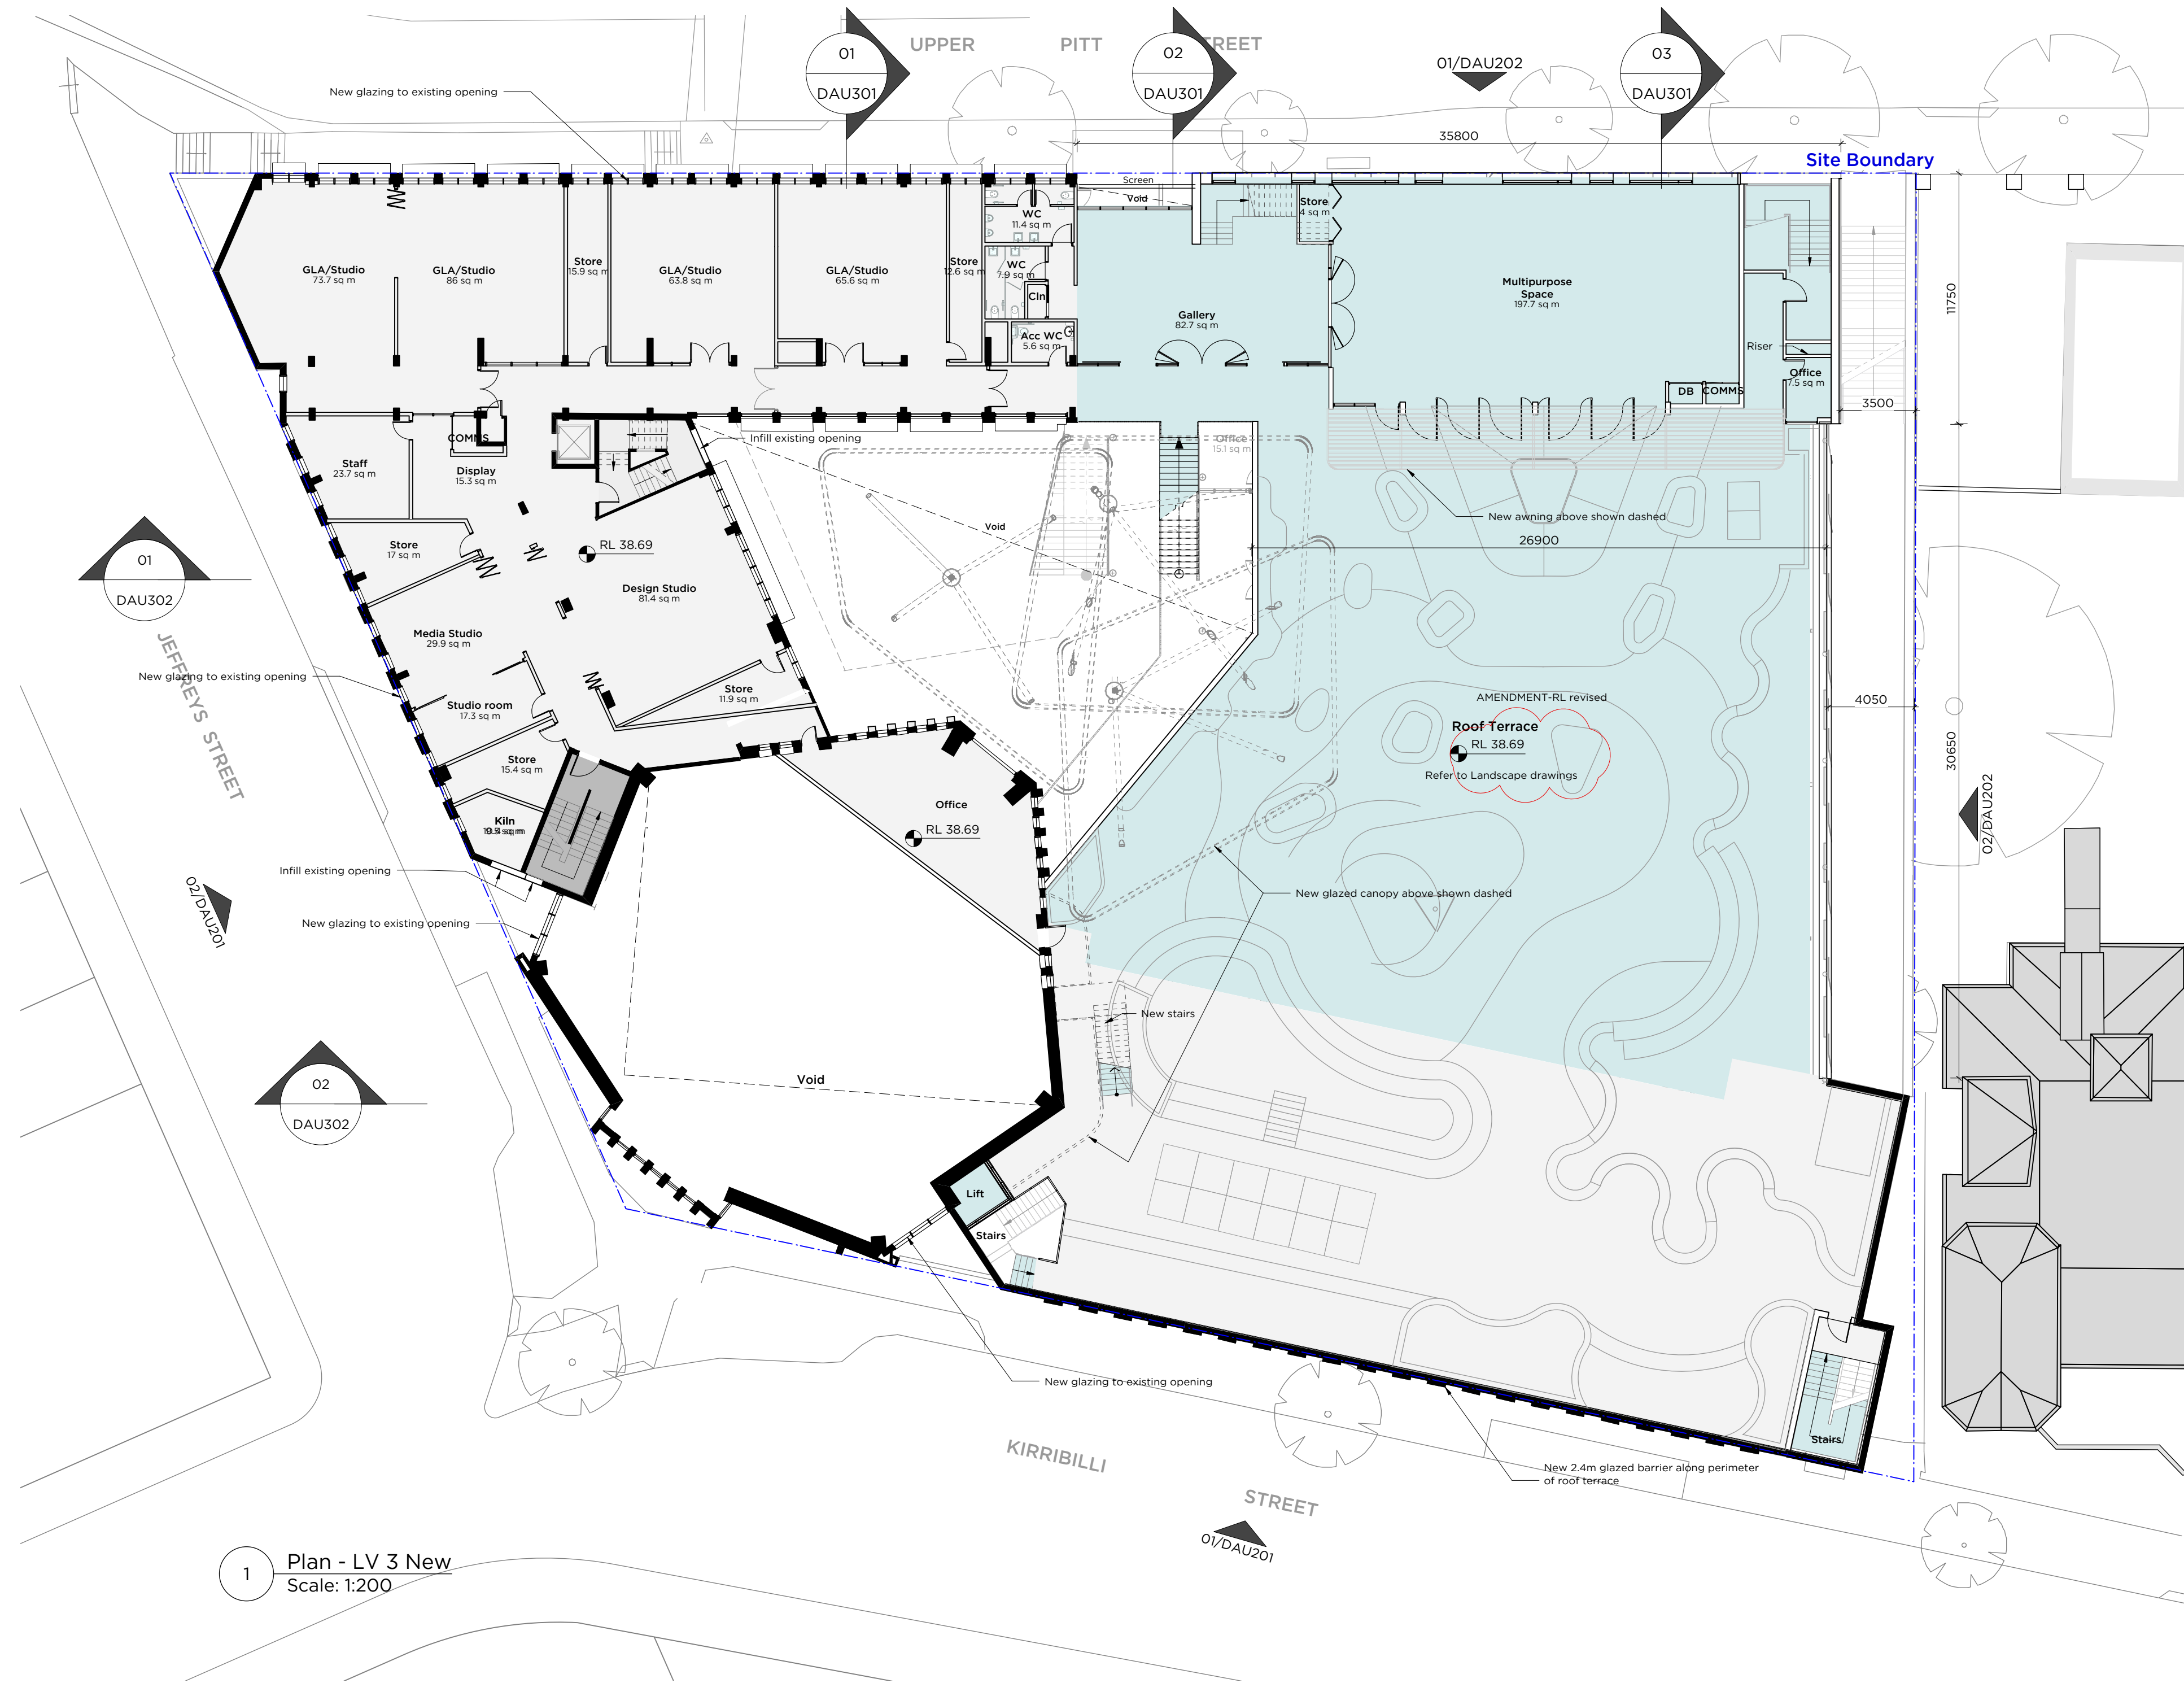 UPPER PITT STREET
01
DAU301
02
DAU301
01/DAU202
03
DAU301
New glazing to existing opening
35800
Site Boundary
Screen
Void
Store
4 sq m
WC
11.4 sq m
GLA/Studio
73.7 sq m
GLA/Studio
86 sq m
Store
15.9 sq m
GLA/Studio
63.8 sq m
GLA/Studio
65.6 sq m
Store
12.6 sq m
WC
7.9 sq m
Cln
Acc WC
5.6 sq m
Gallery
82.7 sq m
Multipurpose
Space
197.7 sq m
11750
Riser
Office
7.5 sq m
DB
COMMS
3500
COMMS
Infill existing opening
Office
15.1 sq m
Staff
23.7 sq m
Display
15.3 sq m
New awning above shown dashed
Void
26900
Store
17 sq m
RL 38.69
01
DAU302
Design Studio
81.4 sq m
Media Studio
29.9 sq m
JEFFREYS STREET
New glazing to existing opening
Store
11.9 sq m
Studio room
17.3 sq m
AMENDMENT-RL revised
Roof Terrace
RL 38.69
Refer to Landscape drawings
4050
30650
Store
15.4 sq m
Office
RL 38.69
Kiln
02/DAU202
Infill existing opening
02/DAU201
New glazed canopy above shown dashed
New glazing to existing opening
New stairs
Void
02
DAU302
Lift
Stairs
New glazing to existing opening
KIRRIBILLI
STREET
Stairs
New 2.4m glazed barrier along perimeter
of roof terrace
01/DAU201
1
Plan - LV 3 New
Scale: 1:200